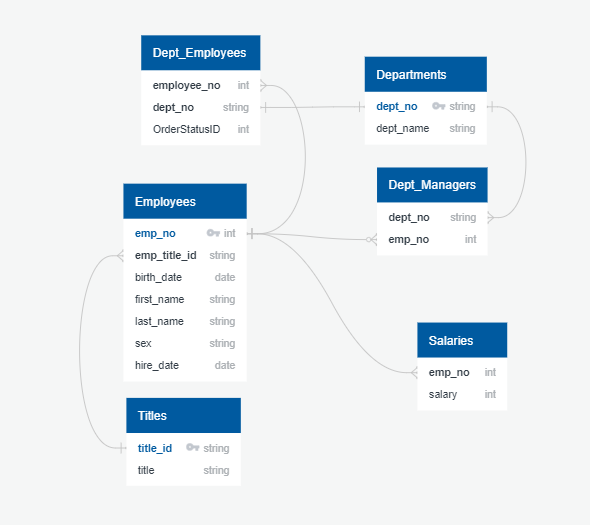 Dept_Employees
employee_no int
dept_no string
OrderStatusID int
Departments
dept_no string
dept_name string
Dept_Managers
dept_no string
emp_no int
Employees
emp_no int
emp_title_id string
birth_date date
first_name string
last_name string
sex string
hire_date date
Salaries
emp_no int
salary int
Titles
title_id string
title string